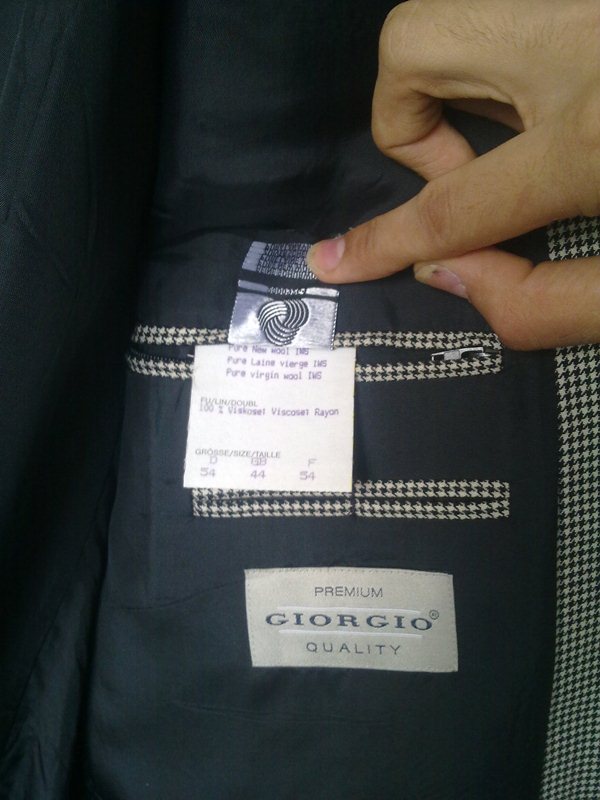 Pure New wool IWS
Pure Laine vierge IWS
Pure virgin wool IWS
FU/LIN/DOUBL
100 % Viskose: Viscose: Rayon
GRÖSSE/SIZE/TAILLE
D GB F
54 44 54
PREMIUM
GIORGIO®
QUALITY